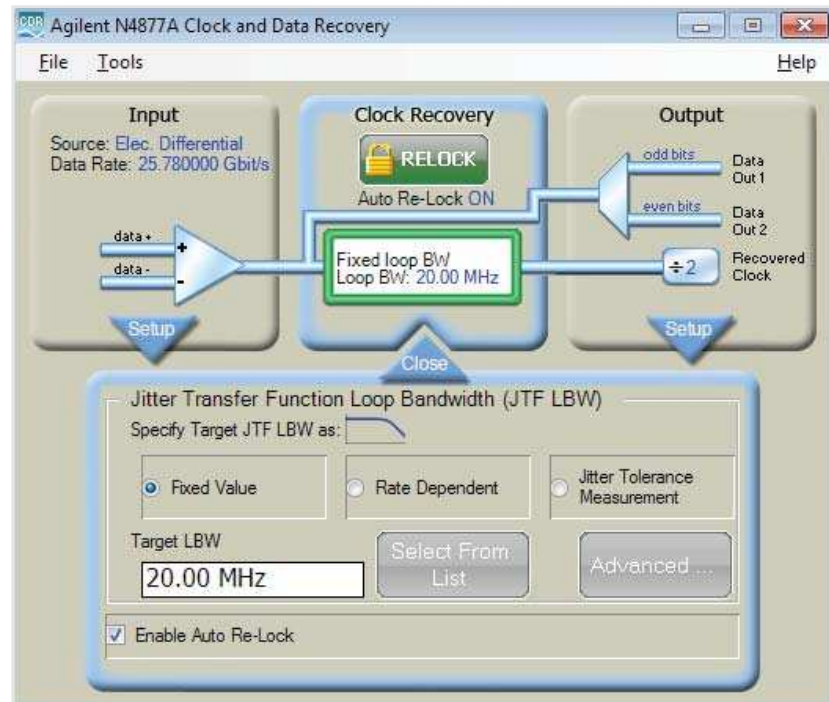 CDR Agilent N4877A Clock and Data Recovery
File Tools Help
Input
Source: Elec. Differential
Data Rate: 25.780000 Gbit/s
data +
data -
+
-
Setup
Clock Recovery
RELOCK
Auto Re-Lock ON
Fixed loop BW
Loop BW: 20.00 MHz
Close
Output
odd bits
Data
Out 1
even bits
Data
Out 2
÷2
Recovered
Clock
Setup
Jitter Transfer Function Loop Bandwidth (JTF LBW)
Specify Target JTF LBW as:
Fixed Value
Rate Dependent
Jitter Tolerance
Measurement
Target LBW
20.00 MHz
Select From
List
Advanced ...
Enable Auto Re-Lock